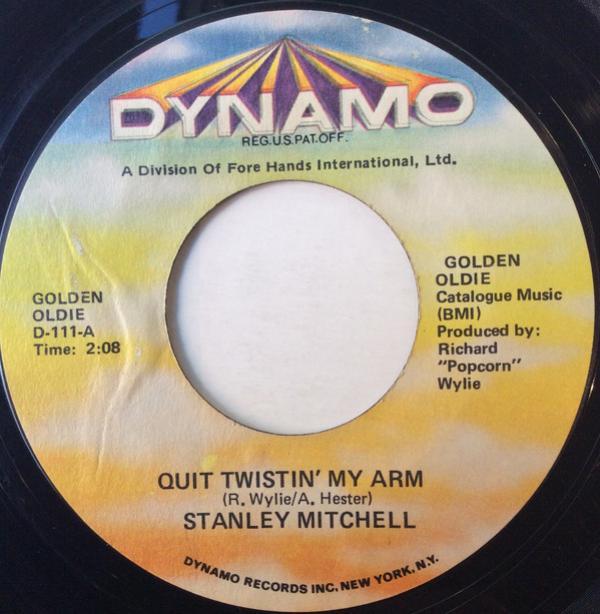 DYNAMO
REG.U.S.PAT.OFF.
A Division Of Fore Hands International, Ltd.
GOLDEN
OLDIE
D-111-A
Time: 2:08
GOLDEN
OLDIE
Catalogue Music
(BMI)
Produced by:
Richard
"Popcorn"
Wylie
QUIT TWISTIN' MY ARM
(R. Wylie/A. Hester)
STANLEY MITCHELL
DYNAMO RECORDS INC. NEW YORK, N.Y.